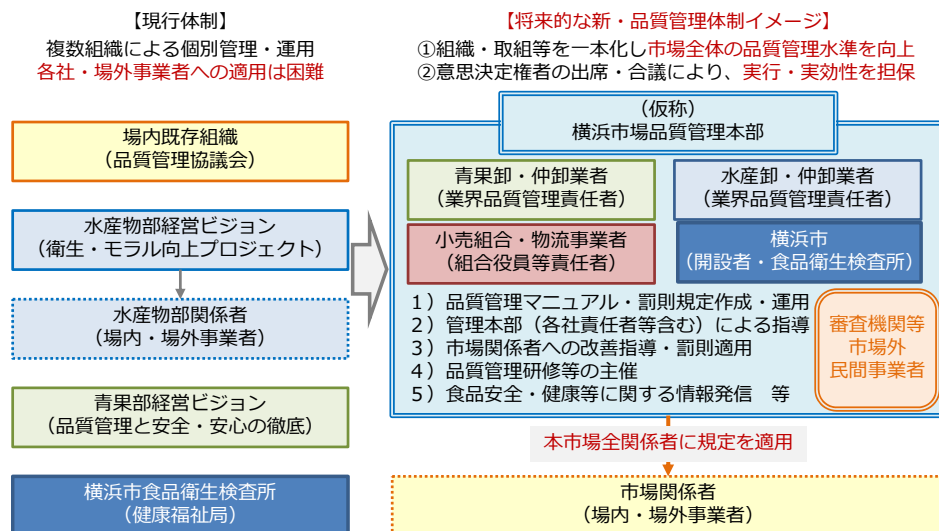 【現行体制】
複数組織による個別管理・運用
各社・場外事業者への適用は困難
場内既存組織
（品質管理協議会）
水産物部経営ビジョン
（衛生・モラル向上プロジェクト）
水産物部関係者
（場内・場外事業者）
青果部経営ビジョン
（品質管理と安全・安心の徹底）
横浜市食品衛生検査所
（健康福祉局）
【将来的な新・品質管理体制イメージ】
①組織・取組等を一本化し市場全体の品質管理水準を向上
②意思決定権者の出席・合議により、実行・実効性を担保
（仮称）
横浜市場品質管理本部
青果卸・仲卸業者
（業界品質管理責任者）
水産卸・仲卸業者
（業界品質管理責任者）
小売組合・物流事業者
（組合役員等責任者）
横浜市
（開設者・食品衛生検査所）
１）品質管理マニュアル・罰則規定作成・運用
２）管理本部（各社責任者等含む）による指導
３）市場関係者への改善指導・罰則適用
４）品質管理研修等の主催
５）食品安全・健康等に関する情報発信　等
審査機関等
市場外
民間事業者
本市場全関係者に規定を適用
市場関係者
（場内・場外事業者）